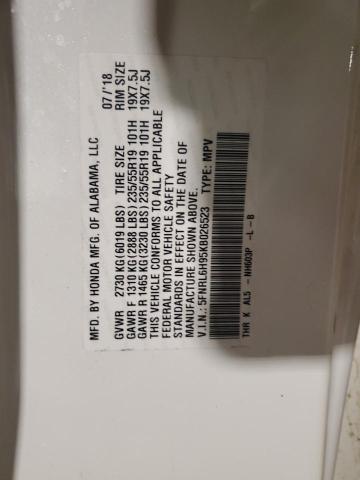 MFD. BY HONDA MFG. OF ALABAMA, LLC 07/'18
GVWR 2730 KG(6019 LBS) TIRE SIZE RIM SIZE
GAWR F 1310 KG(2888 LBS) 235/55R19 101H 19X7.5J
GAWR R 1465 KG(3230 LBS) 235/55R19 101H 19X7.5J
THIS VEHICLE CONFORMS TO ALL APPLICABLE
FEDERAL MOTOR VEHICLE SAFETY
STANDARDS IN EFFECT ON THE DATE OF
MANUFACTURE SHOWN ABOVE.
V.I.N.: 5FNRL6H95KB026523 TYPE: MPV
THR K AL5 - NH603P -L-B